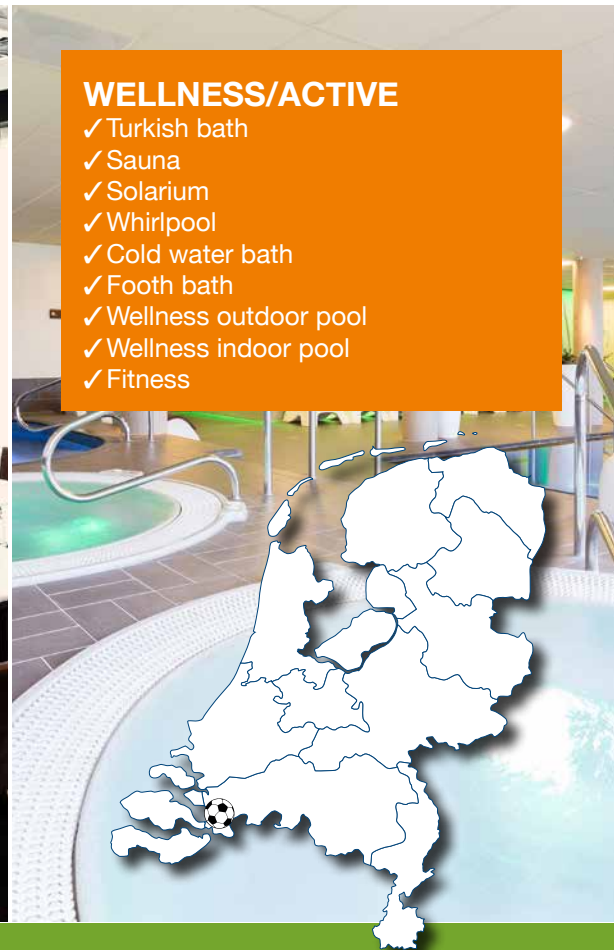 WELLNESS/ACTIVE
✓ Turkish bath
✓ Sauna
✓ Solarium
✓ Whirlpool
✓ Cold water bath
✓ Footh bath
✓ Wellness outdoor pool
✓ Wellness indoor pool
✓ Fitness